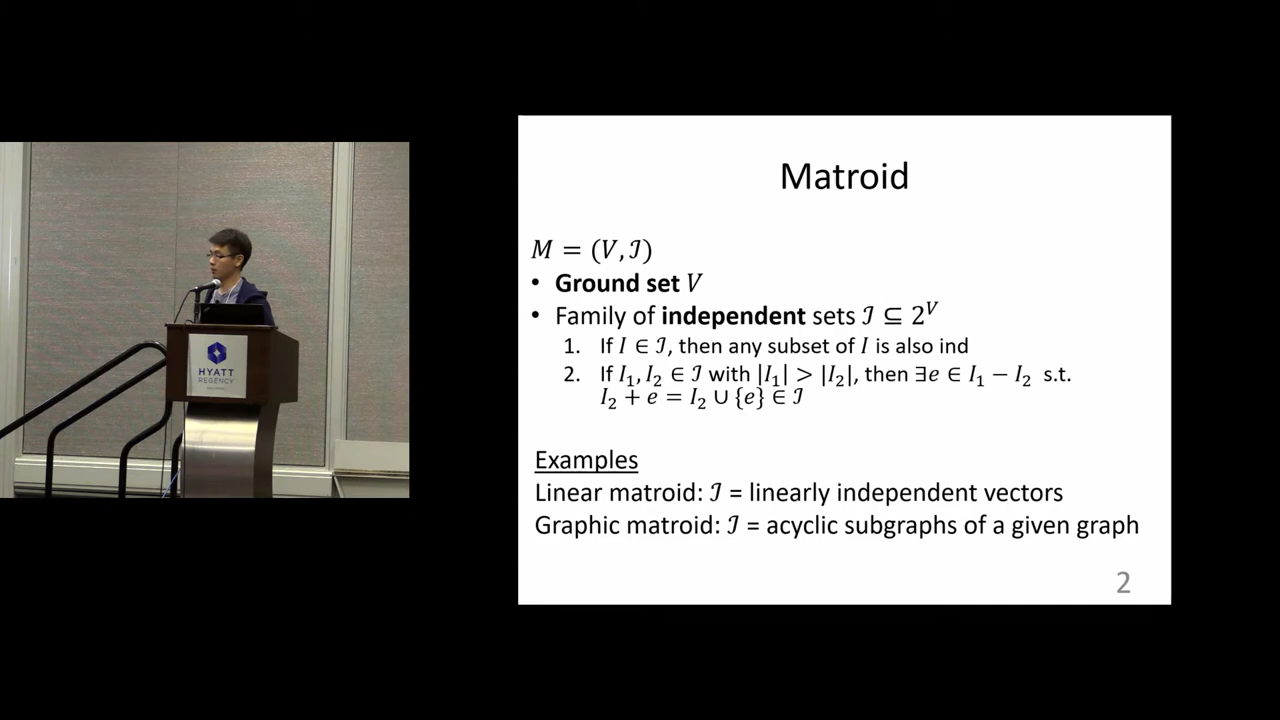 HYATT
REGENCY
Matroid
M = (V, ℐ)
• Ground set V
• Family of independent sets ℐ ⊆ 2^V
1. If I ∈ ℐ, then any subset of I is also ind
2. If I₁, I₂ ∈ ℐ with |I₁| > |I₂|, then ∃e ∈ I₁ − I₂ s.t.
I₂ + e = I₂ ∪ {e} ∈ ℐ
Examples
Linear matroid: ℐ = linearly independent vectors
Graphic matroid: ℐ = acyclic subgraphs of a given graph
2